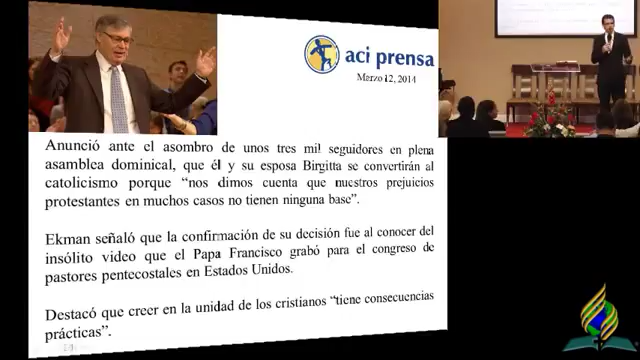 aci prensa
Marzo 12, 2014
Anunció ante el asombro de unos tres mil seguidores en plena
asamblea dominical, que él y su esposa Birgitta se convertirán al
catolicismo porque “nos dimos cuenta que nuestros prejuicios
protestantes en muchos casos no tienen ninguna base”.
Ekman señaló que la confirmación de su decisión fue al conocer del
insólito video que el Papa Francisco grabó para el congreso de
pastores pentecostales en Estados Unidos.
Destacó que creer en la unidad de los cristianos “tiene consecuencias
prácticas”.